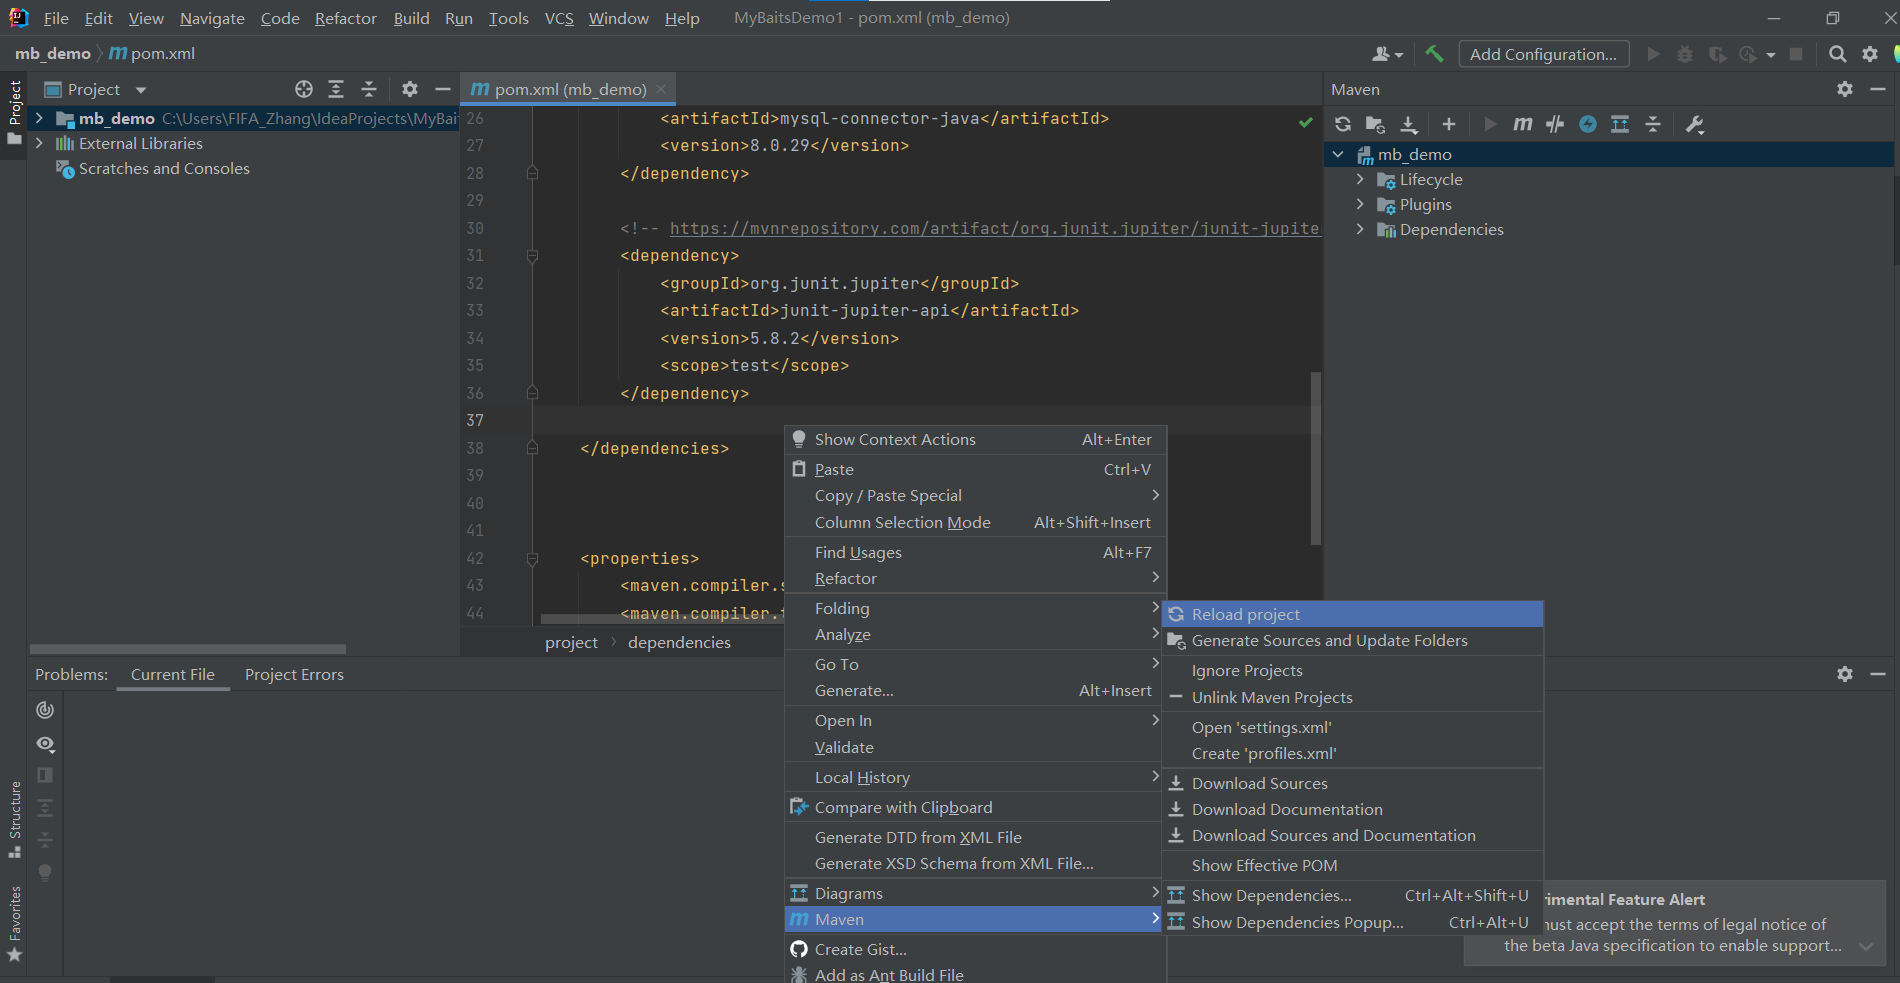 File Edit View Navigate Code Refactor Build Run Tools VCS Window Help MyBaitsDemo1 - pom.xml (mb_demo)
mb_demo pom.xml
Add Configuration...
Project
Project
pom.xml (mb_demo)
Maven
mb_demo C:\Users\FIFA_Zhang\IdeaProjects\MyBait
External Libraries
Scratches and Consoles
26 <artifactId>mysql-connector-java</artifactId>
27 <version>8.0.29</version>
28 </dependency>
29
30 <!-- https://mvnrepository.com/artifact/org.junit.jupiter/junit-jupite
31 <dependency>
32 <groupId>org.junit.jupiter</groupId>
33 <artifactId>junit-jupiter-api</artifactId>
34 <version>5.8.2</version>
35 <scope>test</scope>
36 </dependency>
37
38 </dependencies>
39
40
41
42 <properties>
43 <maven.compiler.s
44 <maven.compiler.t
project dependencies
mb_demo
Lifecycle
Plugins
Dependencies
Show Context Actions Alt+Enter
Paste Ctrl+V
Copy / Paste Special
Column Selection Mode Alt+Shift+Insert
Find Usages Alt+F7
Refactor
Folding
Analyze
Go To
Generate... Alt+Insert
Open In
Validate
Local History
Compare with Clipboard
Generate DTD from XML File
Generate XSD Schema from XML File...
Diagrams
Maven
Create Gist...
Add as Ant Build File
Reload project
Generate Sources and Update Folders
Ignore Projects
Unlink Maven Projects
Open 'settings.xml'
Create 'profiles.xml'
Download Sources
Download Documentation
Download Sources and Documentation
Show Effective POM
Show Dependencies... Ctrl+Alt+Shift+U
Show Dependencies Popup... Ctrl+Alt+U
Problems: Current File Project Errors
Structure
Favorites
rimental Feature Alert
must accept the terms of legal notice of
the beta Java specification to enable support...